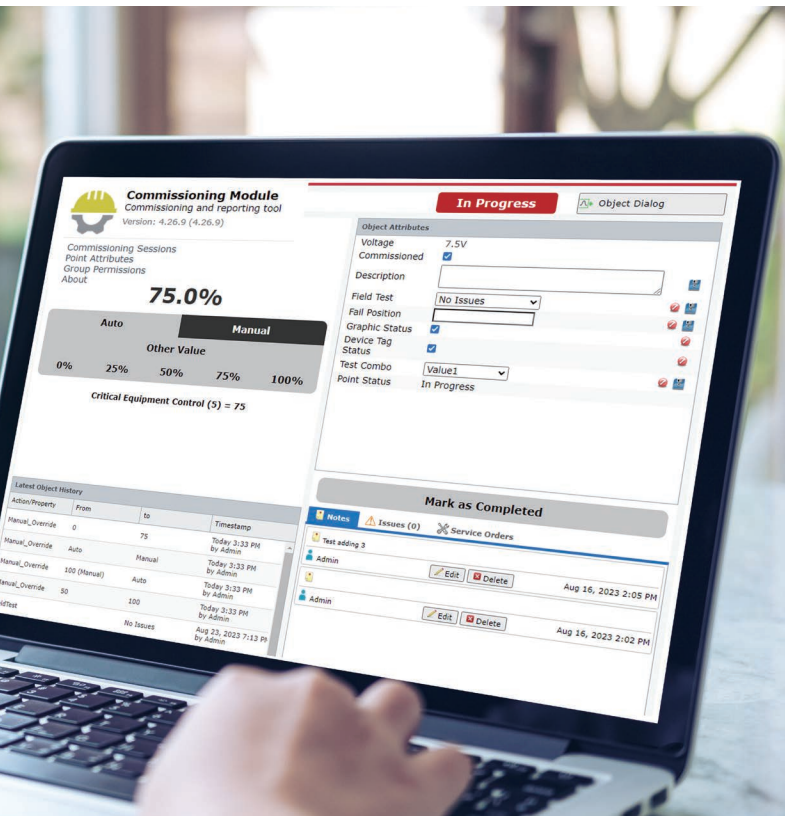 Commissioning Module
Commissioning and reporting tool
Version: 4.26.9 (4.26.9)
Commissioning Sessions
Point Attributes
Group Permissions
About
75.0%
Auto Manual
Other Value
0% 25% 50% 75% 100%
Critical Equipment Control (5) = 75
Latest Object History
Action/Property From to Timestamp
Manual_Override 0 75 Today 3:33 PM
by Admin
Manual_Override Auto Manual Today 3:33 PM
by Admin
Manual_Override 100 (Manual) Auto Today 3:33 PM
by Admin
anual_Override 50 100 Today 3:33 PM
by Admin
ldTest No Issues Aug 23, 2023 7:13 PM
by Admin
In Progress Object Dialog
Object Attributes
Voltage 7.5V
Commissioned
Description
Field Test No Issues
Fail Position
Graphic Status
Device Tag
Status
Test Combo Value1
Point Status In Progress
Mark as Completed
Notes Issues (0) Service Orders
Test adding 3
Admin Edit Delete Aug 16, 2023 2:05 PM
Admin Edit Delete Aug 16, 2023 2:02 PM